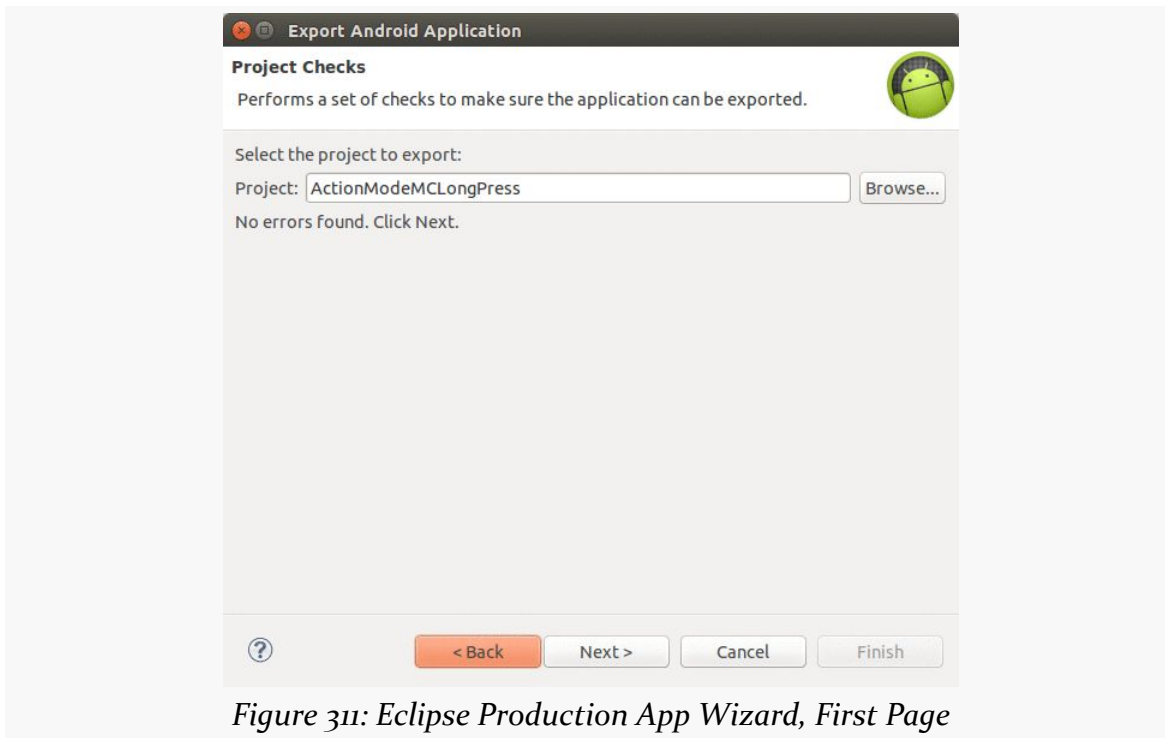 Export Android Application
Project Checks
Performs a set of checks to make sure the application can be exported.
Select the project to export:
Project: ActionModeMCLongPress Browse...
No errors found. Click Next.
? < Back Next > Cancel Finish
Figure 311: Eclipse Production App Wizard, First Page